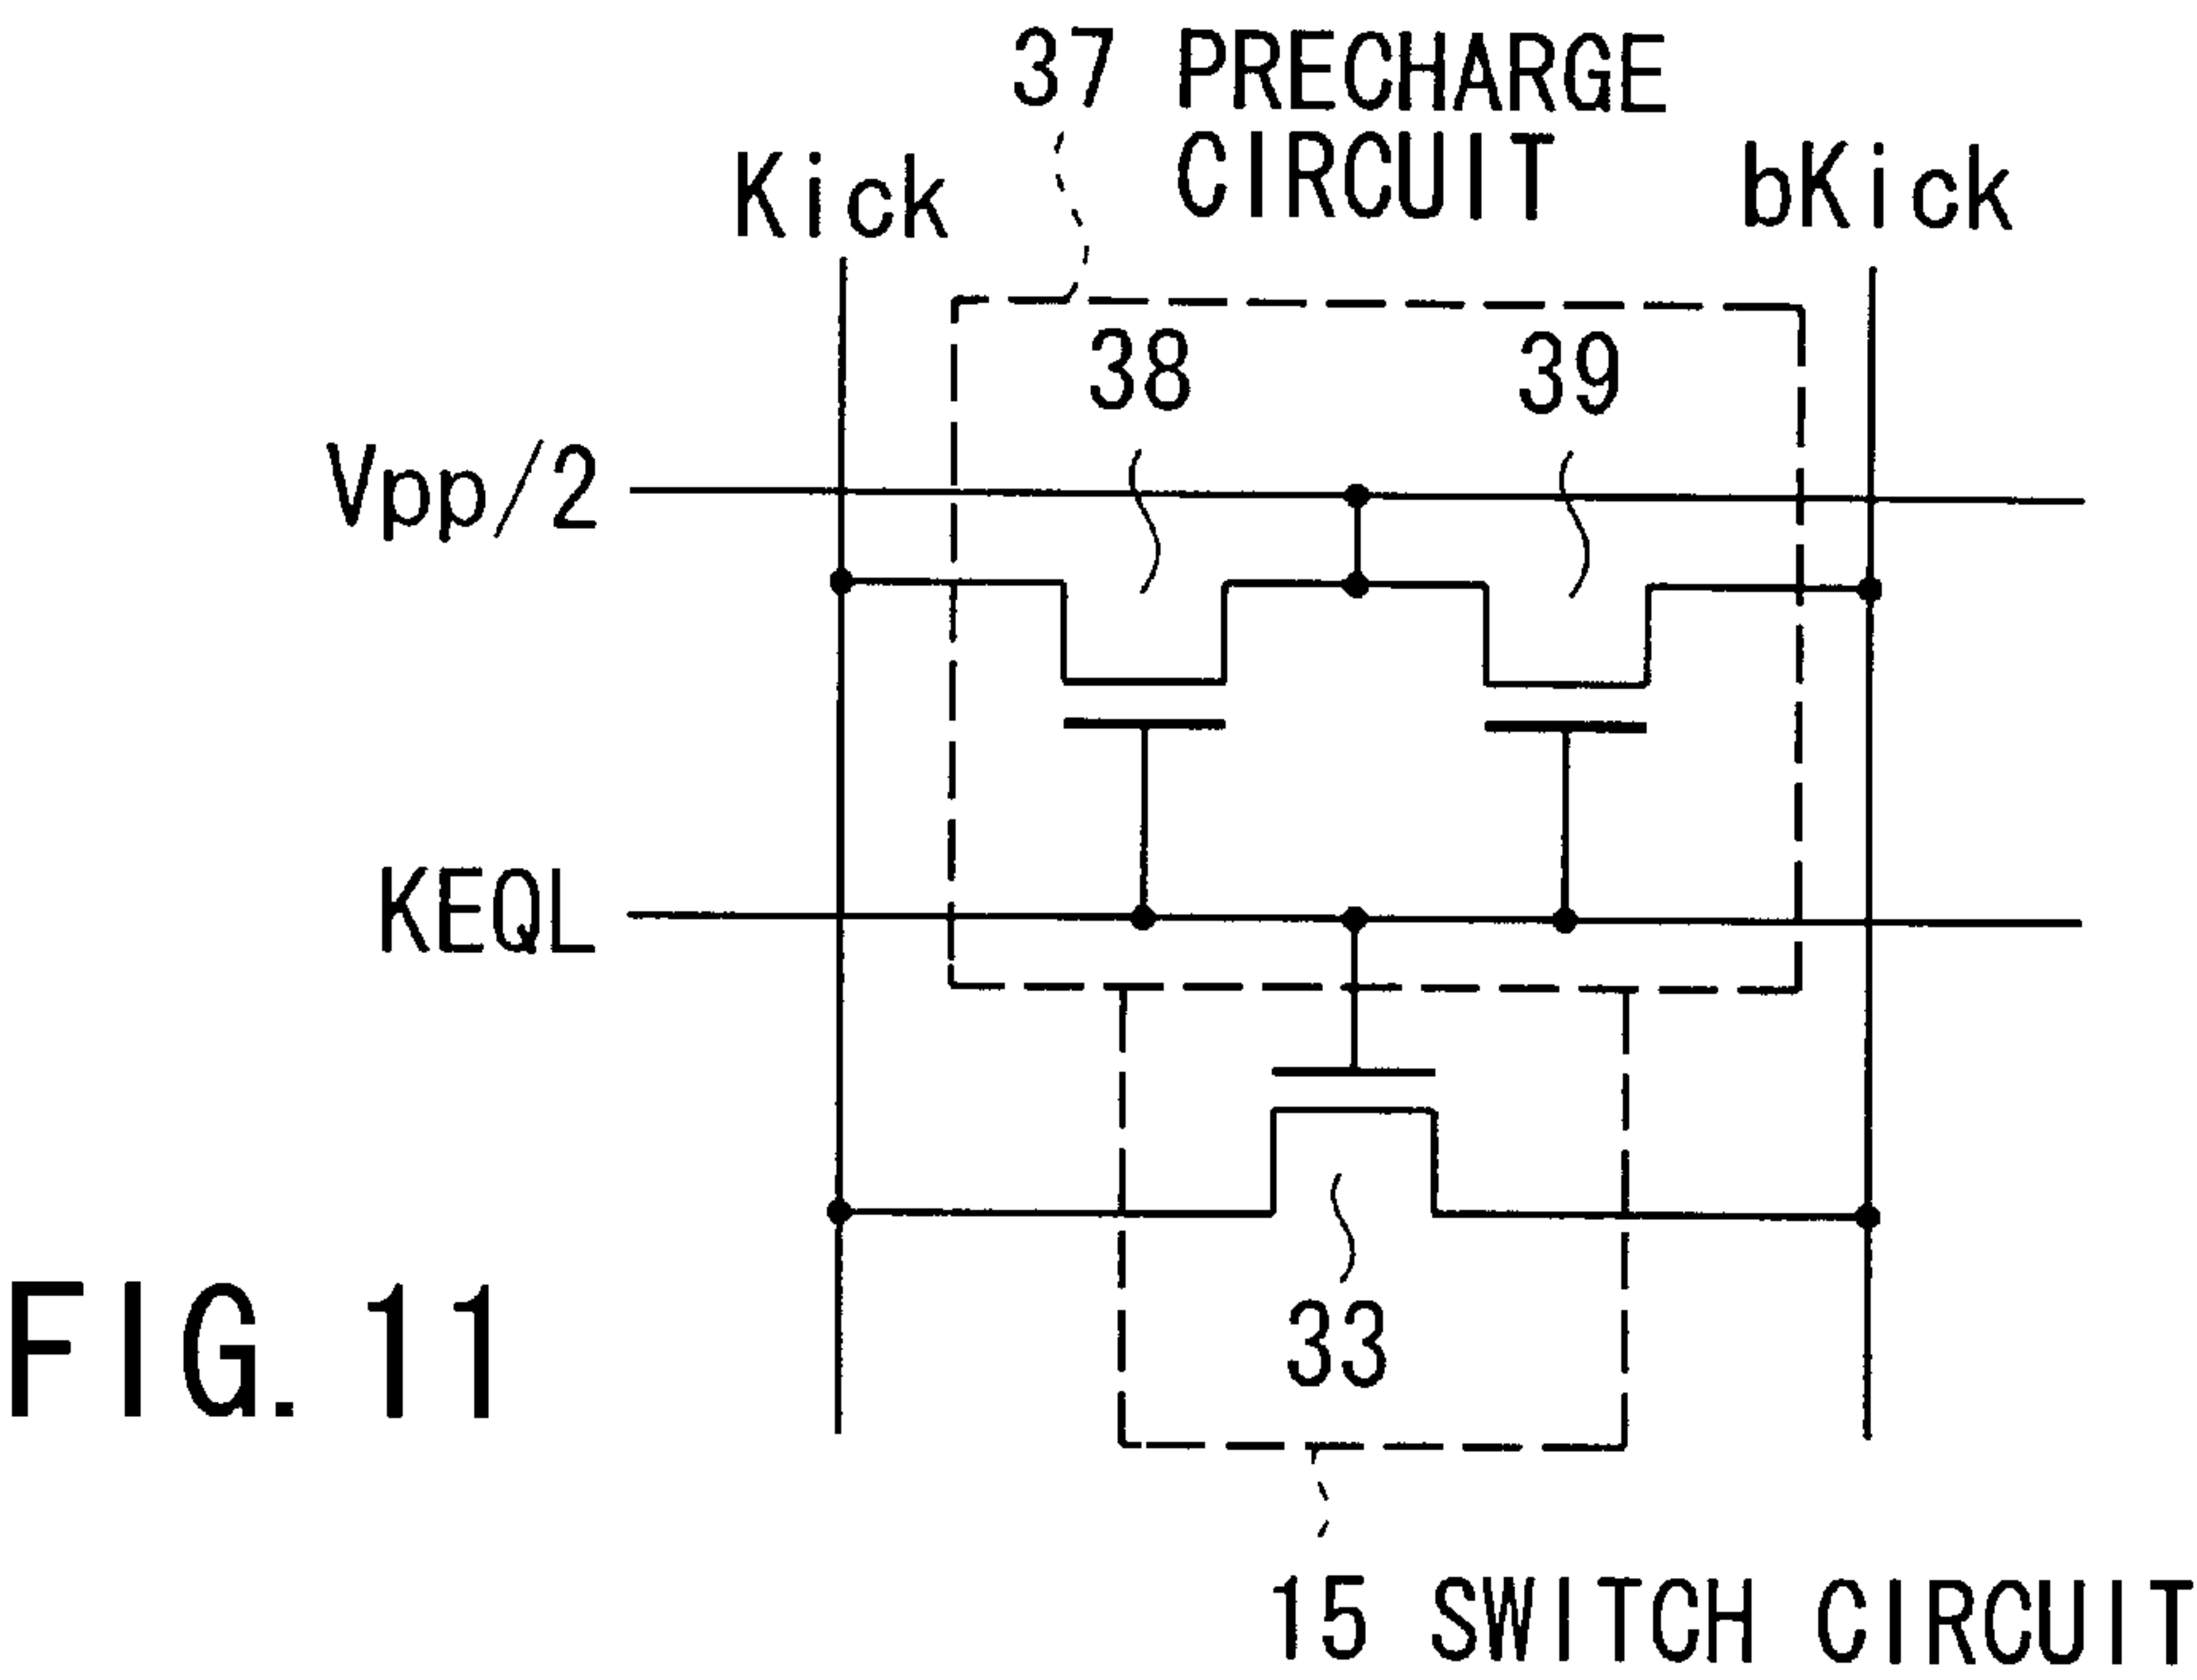 37 PRECHARGE
CIRCUIT
Kick
bKick
38
39
Vpp/2
KEQL
33
FIG. 11
15 SWITCH CIRCUIT